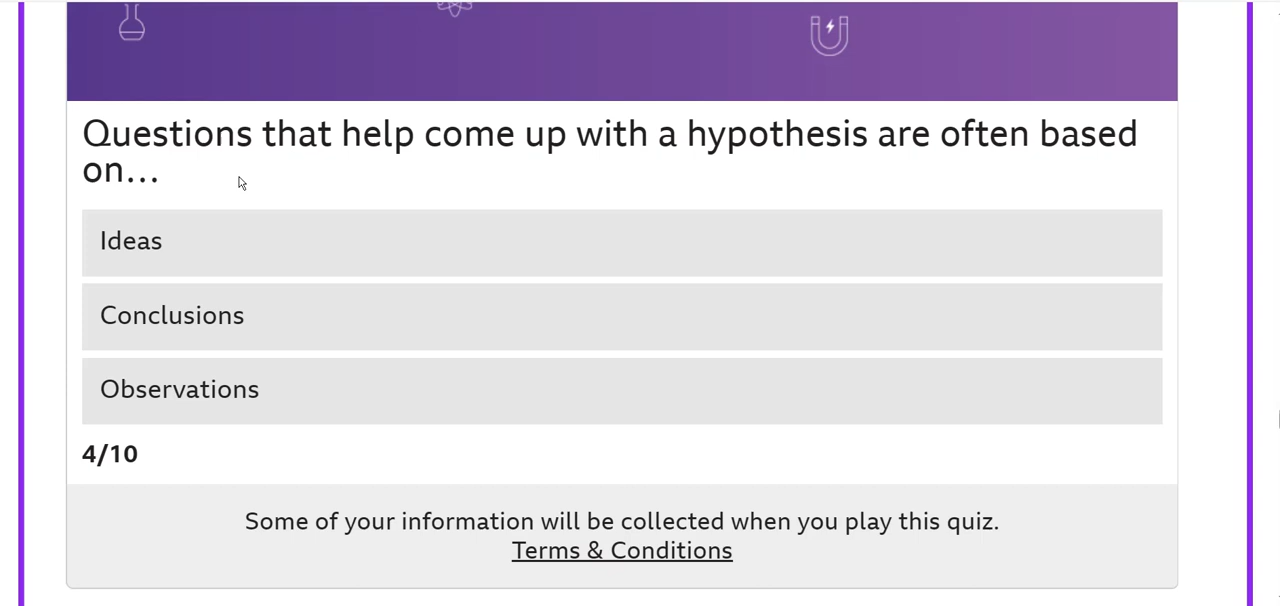 Questions that help come up with a hypothesis are often based
on...
Ideas
Conclusions
Observations
4/10
Some of your information will be collected when you play this quiz.
Terms & Conditions